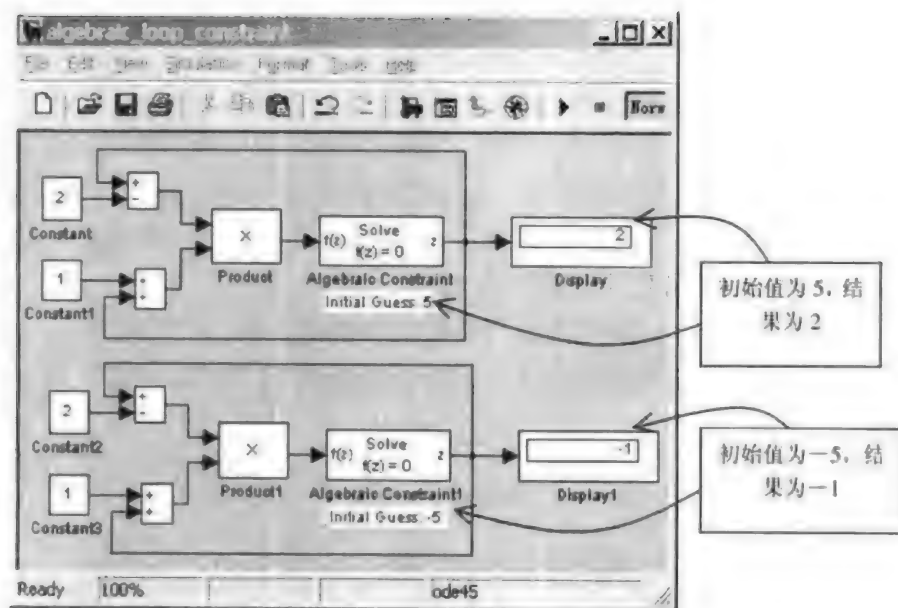 algebraic_loop_constraint
File Edit View Simulation Format Tools Help
Norm
2
Constant
+
−
1
Constant1
+
+
×
Product
f(z) Solve f(z) = 0 z
Algebraic Constraint
Initial Guess: 5
2
Display
初始值为 5，结
果为 2
2
Constant2
+
−
1
Constant3
+
+
×
Product1
f(z) Solve f(z) = 0 z
Algebraic Constraint1
Initial Guess: -5
-1
Display1
初始值为－5，结
果为－1
Ready 100% ode45